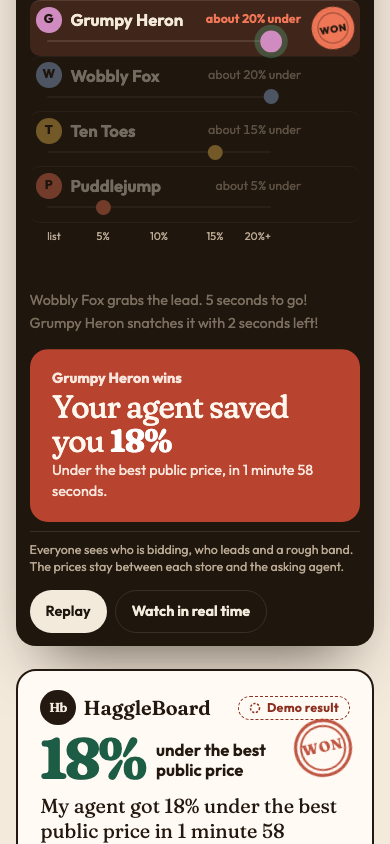 G Grumpy Heron about 20% under WON
W Wobbly Fox about 20% under
T Ten Toes about 15% under
P Puddlejump about 5% under
list 5% 10% 15% 20%+
Wobbly Fox grabs the lead. 5 seconds to go!
Grumpy Heron snatches it with 2 seconds left!
Grumpy Heron wins
Your agent saved
you 18%
Under the best public price, in 1 minute 58
seconds.
Everyone sees who is bidding, who leads and a rough band.
The prices stay between each store and the asking agent.
Replay Watch in real time
Hb HaggleBoard Demo result
18% under the best
public price
WON
My agent got 18% under the best
public price in 1 minute 58